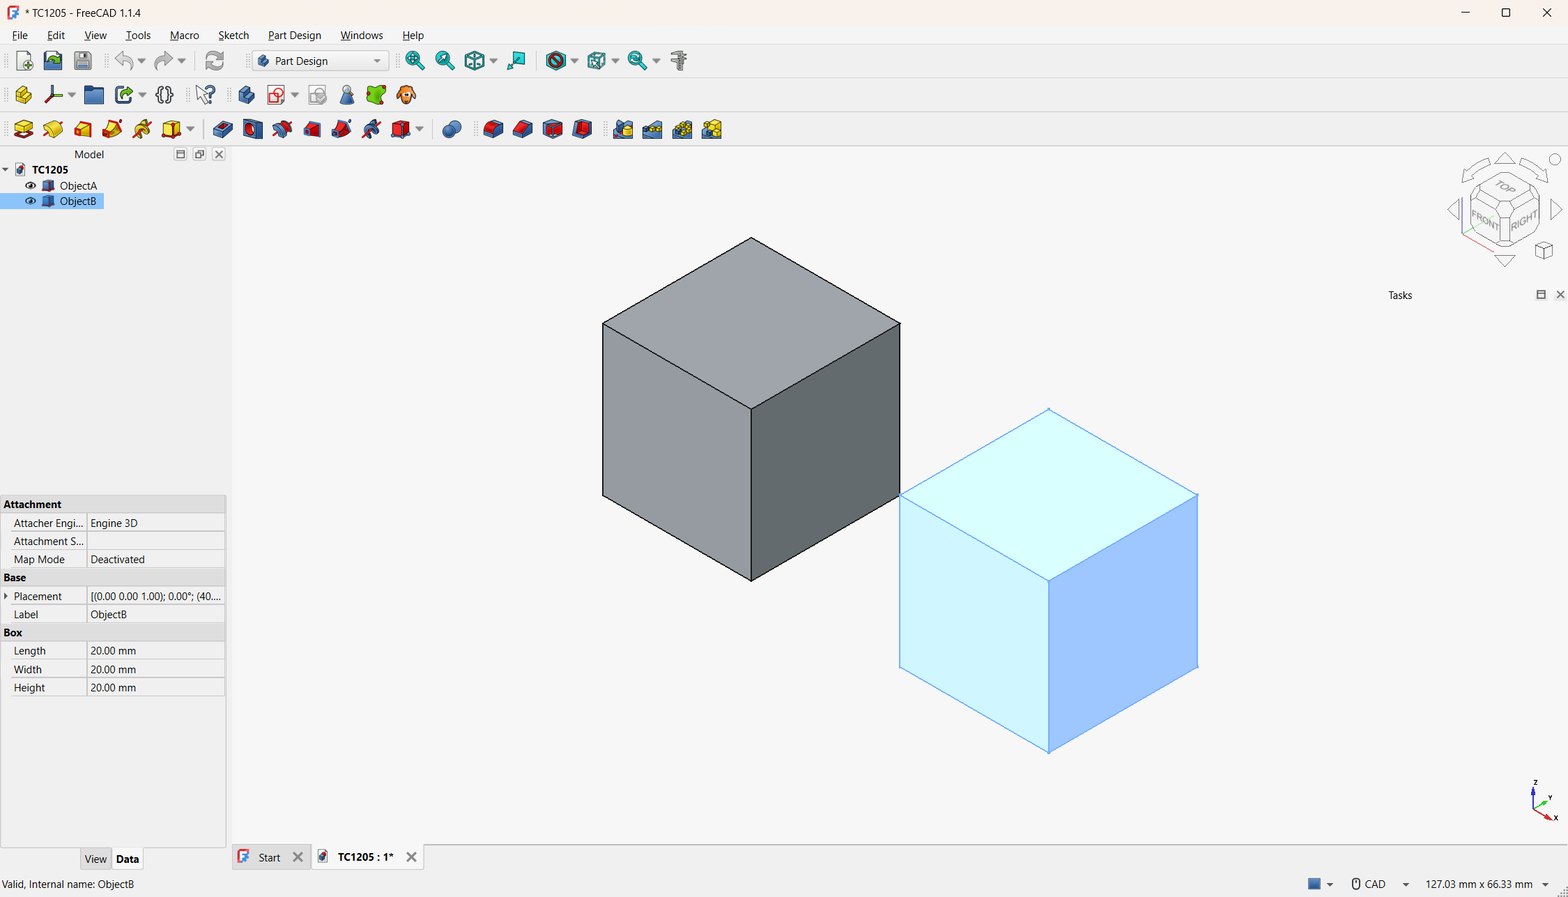 * TC1205 - FreeCAD 1.1.4
File Edit View Tools Macro Sketch Part Design Windows Help
Part Design
Model
TC1205
ObjectA
ObjectB
TOP
FRONT
RIGHT
Tasks
Attachment
Attacher Engi... Engine 3D
Attachment S...
Map Mode Deactivated
Base
Placement [(0.00 0.00 1.00); 0.00°; (40....
Label ObjectB
Box
Length 20.00 mm
Width 20.00 mm
Height 20.00 mm
Z
Y
X
View Data
Start TC1205 : 1*
Valid, Internal name: ObjectB
CAD 127.03 mm x 66.33 mm